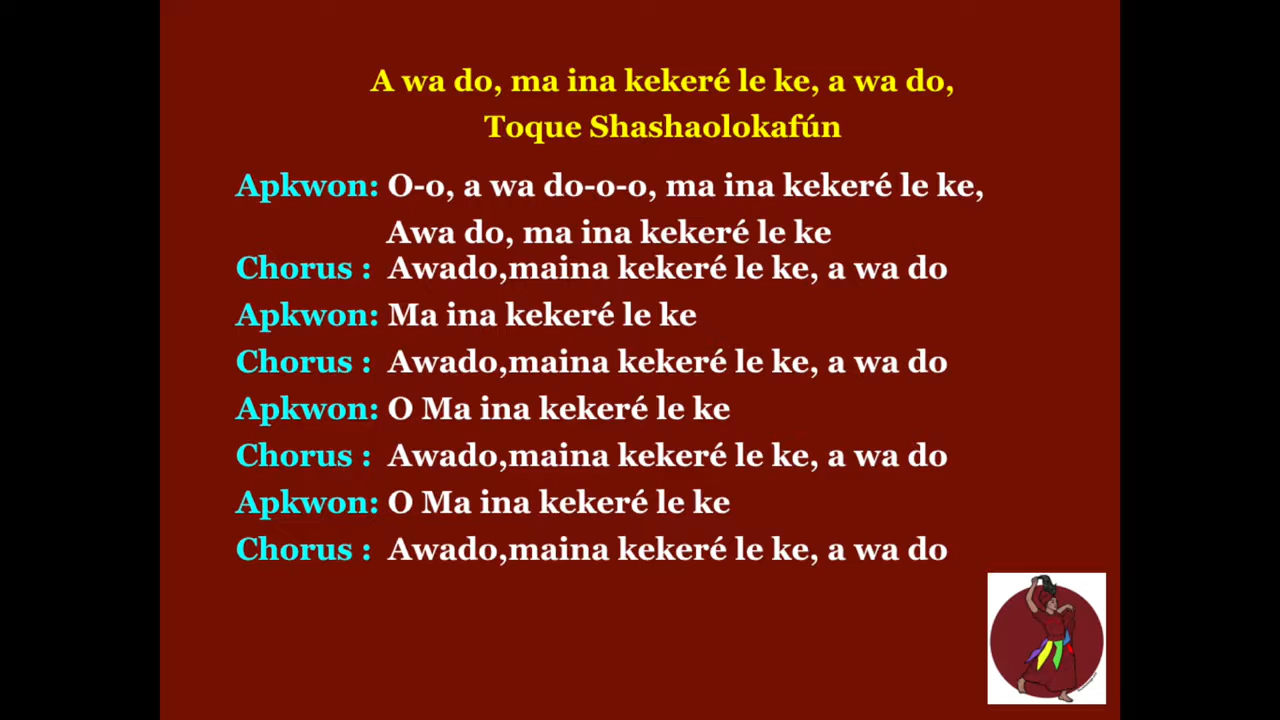 A wa do, ma ina kekeré le ke, a wa do,
Toque Shashaolokafún
Apkwon: O-o, a wa do-o-o, ma ina kekeré le ke,
Awa do, ma ina kekeré le ke
Chorus : Awado,maina kekeré le ke, a wa do
Apkwon: Ma ina kekeré le ke
Chorus : Awado,maina kekeré le ke, a wa do
Apkwon: O Ma ina kekeré le ke
Chorus : Awado,maina kekeré le ke, a wa do
Apkwon: O Ma ina kekeré le ke
Chorus : Awado,maina kekeré le ke, a wa do